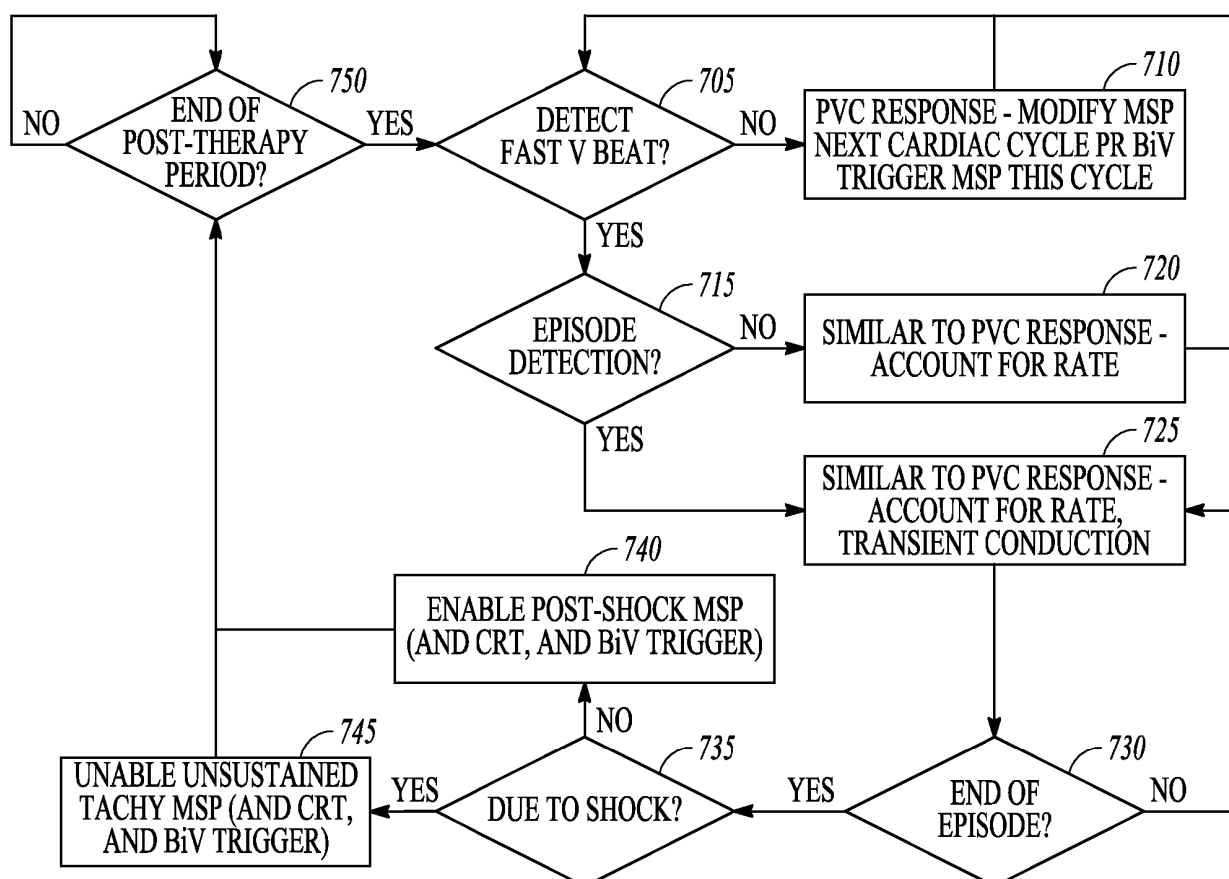 750
END OF
POST-THERAPY
PERIOD?
NO
YES
705
DETECT
FAST V BEAT?
NO
YES
710
PVC RESPONSE - MODIFY MSP
NEXT CARDIAC CYCLE PR BiV
TRIGGER MSP THIS CYCLE
715
EPISODE
DETECTION?
NO
YES
720
SIMILAR TO PVC RESPONSE -
ACCOUNT FOR RATE
725
SIMILAR TO PVC RESPONSE -
ACCOUNT FOR RATE,
TRANSIENT CONDUCTION
740
ENABLE POST-SHOCK MSP
(AND CRT, AND BiV TRIGGER)
NO
745
UNABLE UNSUSTAINED
TACHY MSP (AND CRT,
AND BiV TRIGGER)
YES
735
DUE TO SHOCK?
YES
730
END OF
EPISODE?
NO